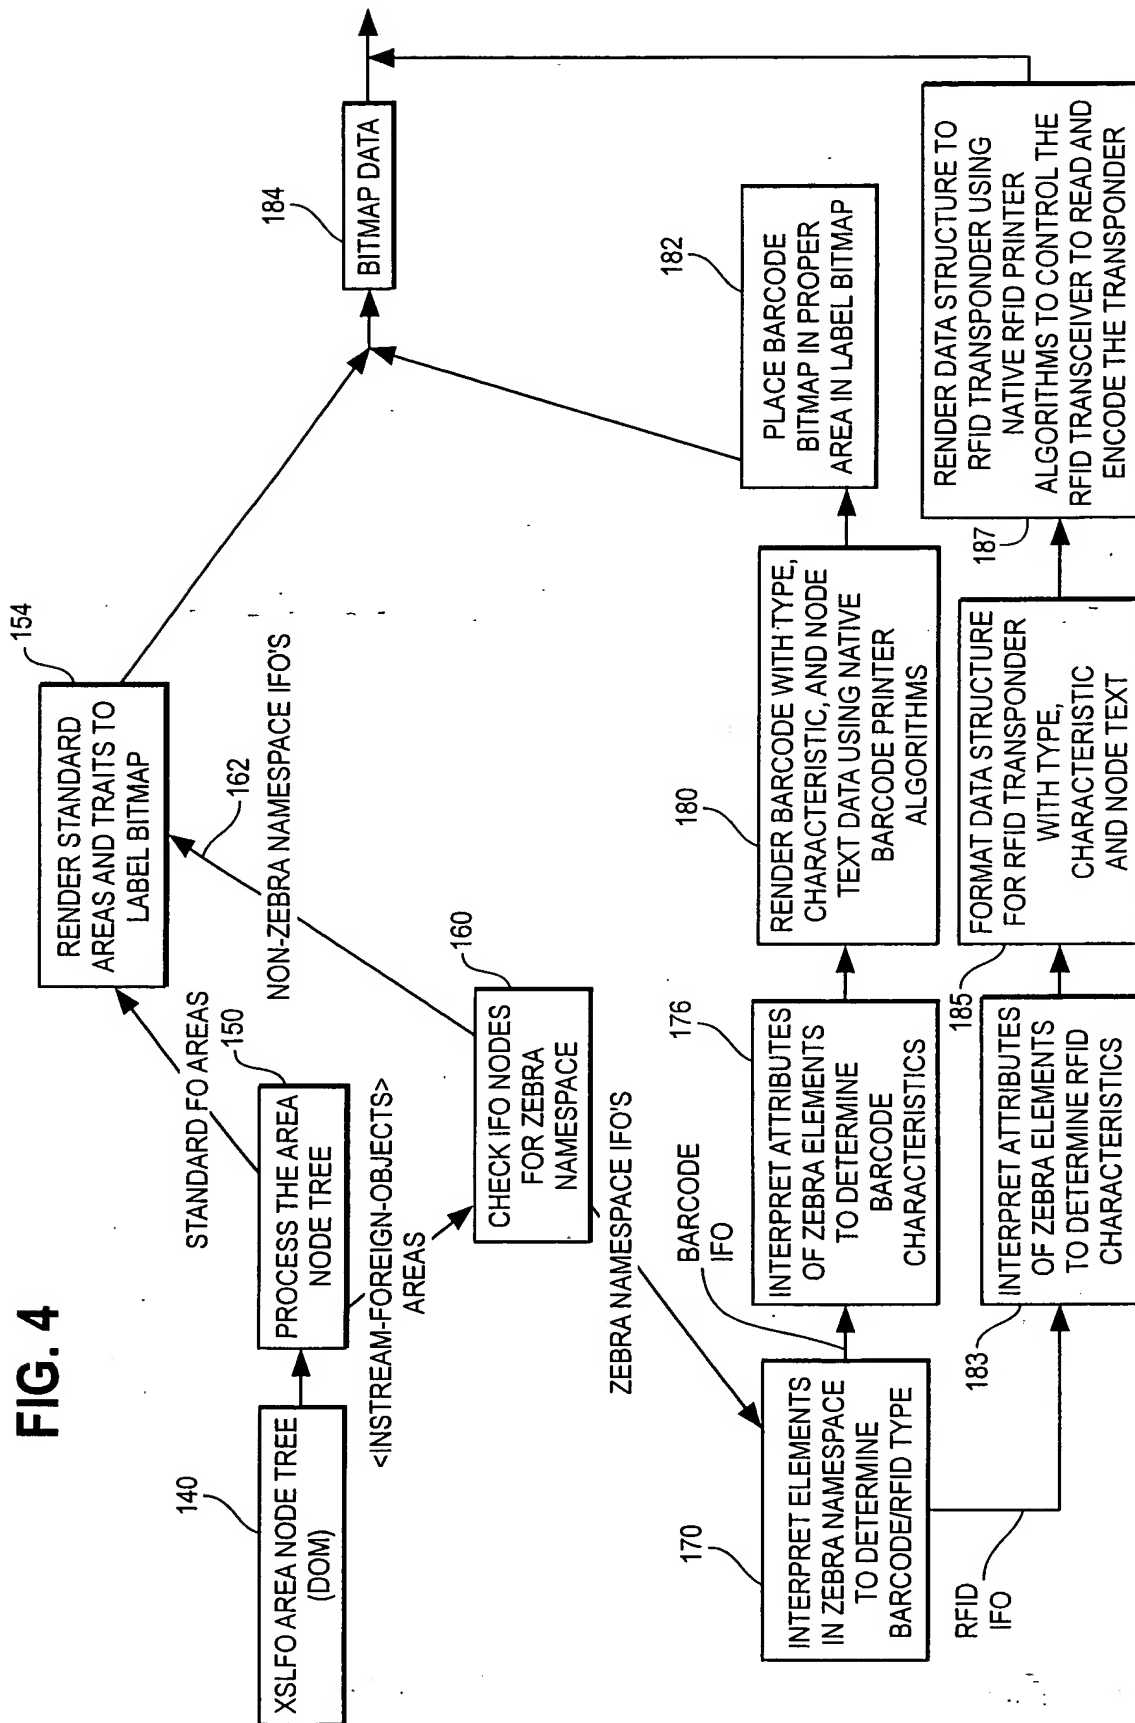 FIG. 4
140
XSLFO AREA NODE TREE
(DOM)
150
PROCESS THE AREA
NODE TREE
STANDARD FO AREAS
<INSTREAM-FOREIGN-OBJECTS>
AREAS
154
RENDER STANDARD
AREAS AND TRAITS TO
LABEL BITMAP
162
NON-ZEBRA NAMESPACE IFO'S
160
CHECK IFO NODES
FOR ZEBRA
NAMESPACE
ZEBRA NAMESPACE IFO'S
184
BITMAP DATA
170
INTERPRET ELEMENTS
IN ZEBRA NAMESPACE
TO DETERMINE
BARCODE/RFID TYPE
BARCODE
IFO
RFID
IFO
176
INTERPRET ATTRIBUTES
OF ZEBRA ELEMENTS
TO DETERMINE
BARCODE
CHARACTERISTICS
180
RENDER BARCODE WITH TYPE,
CHARACTERISTIC, AND NODE
TEXT DATA USING NATIVE
BARCODE PRINTER
ALGORITHMS
182
PLACE BARCODE
BITMAP IN PROPER
AREA IN LABEL BITMAP
183
INTERPRET ATTRIBUTES
OF ZEBRA ELEMENTS
TO DETERMINE RFID
CHARACTERISTICS
185
FORMAT DATA STRUCTURE
FOR RFID TRANSPONDER
WITH TYPE,
CHARACTERISTIC
AND NODE TEXT
187
RENDER DATA STRUCTURE TO
RFID TRANSPONDER USING
NATIVE RFID PRINTER
ALGORITHMS TO CONTROL THE
RFID TRANSCEIVER TO READ AND
ENCODE THE TRANSPONDER